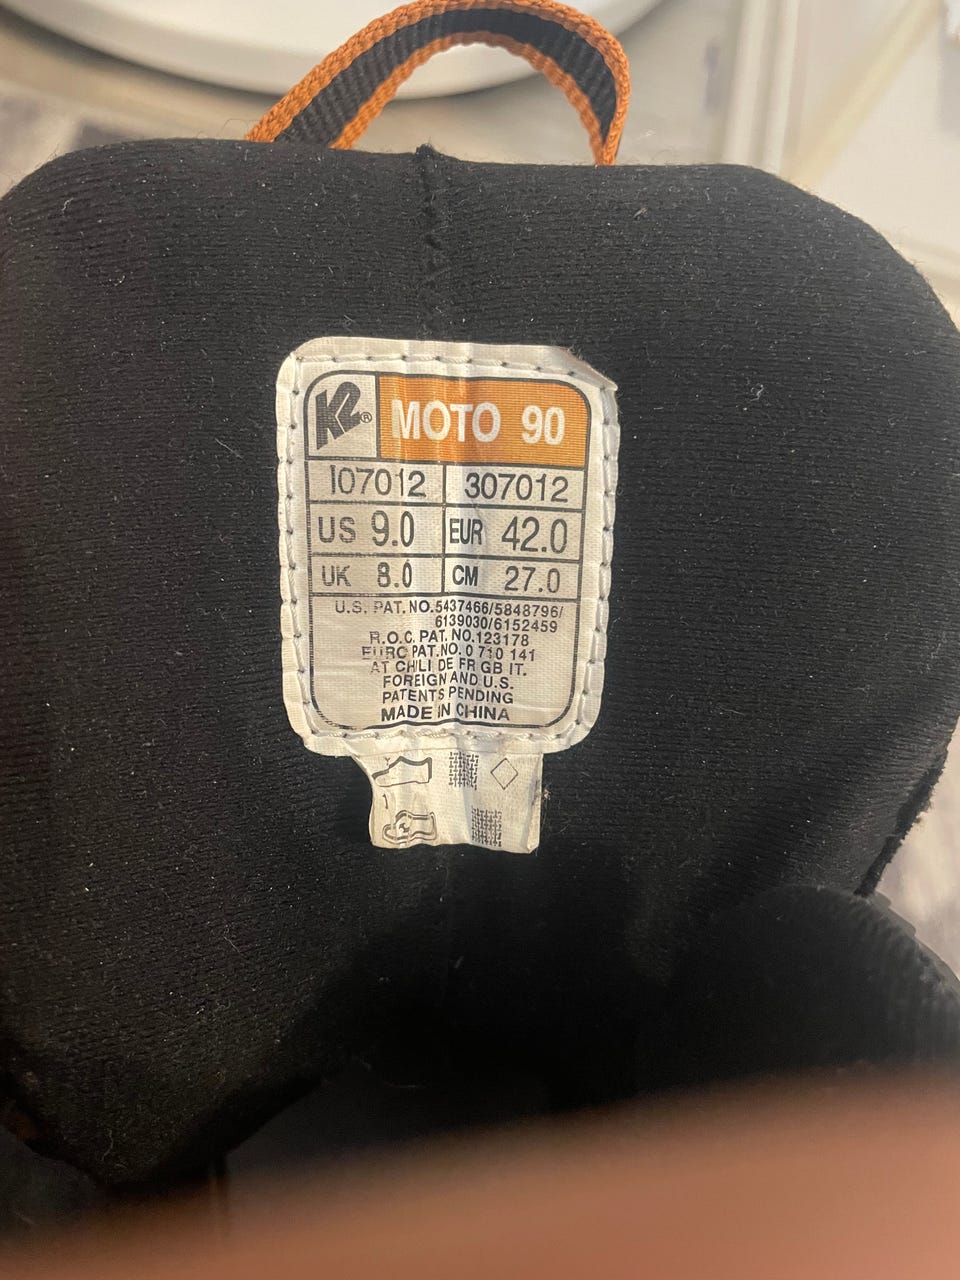 K2® MOTO 90
I07012 307012
US 9.0 EUR 42.0
UK 8.0 CM 27.0
U.S. PAT. NO.5437466/5848796/
6139030/6152459
R.O.C. PAT. NO.123178
EURO PAT. NO. 0 710 141
AT CH LI DE FR GB IT.
FOREIGN AND U.S.
PATENTS PENDING
MADE IN CHINA